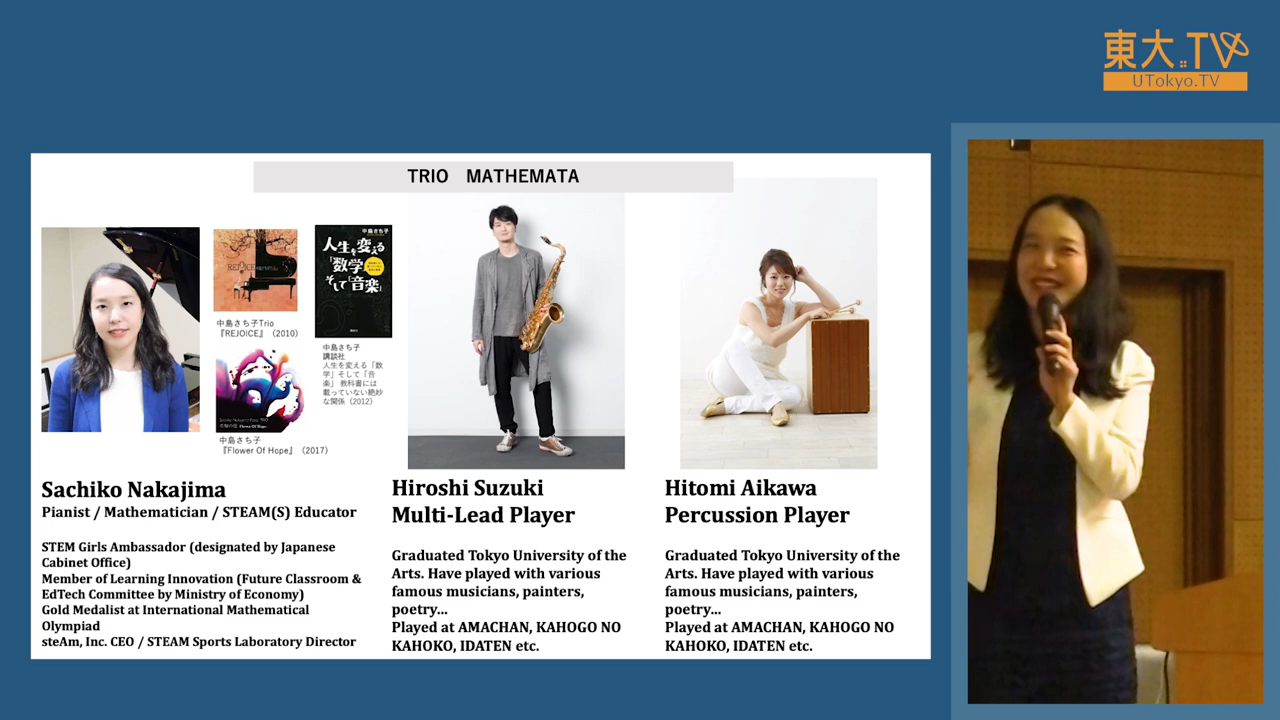 東大.TV
UTokyo.TV
TRIO MATHEMATA
REJOICE
中島さち子Trio
『REJOICE』（2010）
中島さち子
人生を変える
「数学」
そして「音楽」
中島さち子
講談社
人生を変える「数
学」そして「音
楽」 教科書には
載っていない絶妙
な関係（2012）
中島さち子
『Flower Of Hope』（2017）
Sachiko Nakajima
Pianist / Mathematician / STEAM(S) Educator
STEM Girls Ambassador (designated by Japanese
Cabinet Office)
Member of Learning Innovation (Future Classroom &
EdTech Committee by Ministry of Economy)
Gold Medalist at International Mathematical
Olympiad
steAm, Inc. CEO / STEAM Sports Laboratory Director
Hiroshi Suzuki
Multi-Lead Player
Graduated Tokyo University of the
Arts. Have played with various
famous musicians, painters,
poetry...
Played at AMACHAN, KAHOGO NO
KAHOKO, IDATEN etc.
Hitomi Aikawa
Percussion Player
Graduated Tokyo University of the
Arts. Have played with various
famous musicians, painters,
poetry...
Played at AMACHAN, KAHOGO NO
KAHOKO, IDATEN etc.